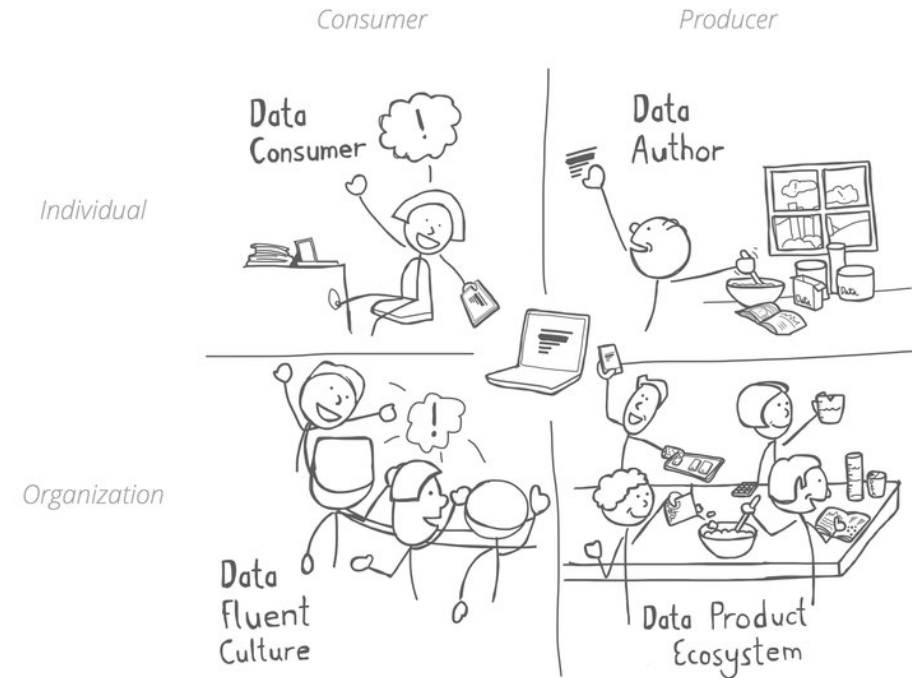 Consumer
Producer
Data
Consumer
!
Data
Author
Individual
Data
Data
Organization
!
Data
Fluent
Culture
Data Product
Ecosystem